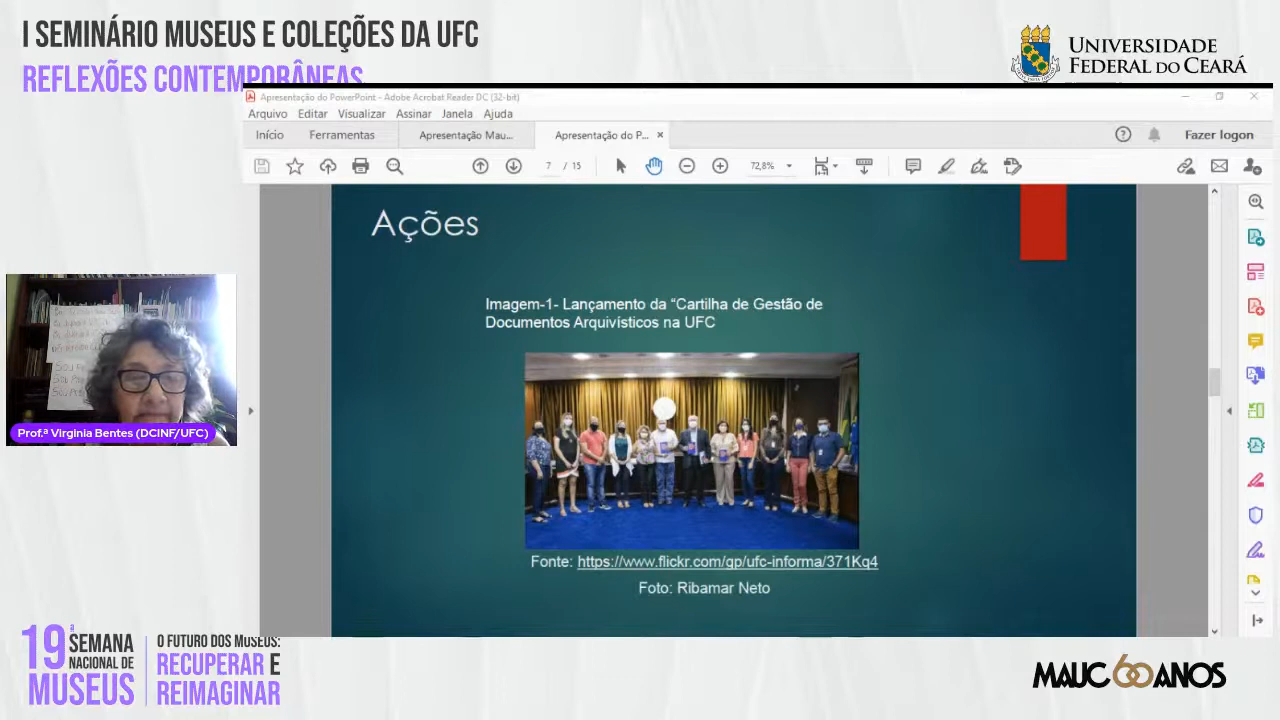 I SEMINÁRIO MUSEUS E COLEÇÕES DA UFC
REFLEXÕES CONTEMPORÂNEAS
UNIVERSIDADE
FEDERAL DO CEARÁ
Apresentação do PowerPoint - Adobe Acrobat Reader DC (32-bit)
Arquivo Editar Visualizar Assinar Janela Ajuda
Início Ferramentas Apresentação Mau... Apresentação do P... × Fazer logon
7 / 15 72,8%
Ações
Imagem-1- Lançamento da “Cartilha de Gestão de
Documentos Arquivísticos na UFC
Fonte: https://www.flickr.com/gp/ufc-informa/371Kq4
Foto: Ribamar Neto
Prof.ª Virginia Bentes (DCINF/UFC)
19ª SEMANA
NACIONAL DE
MUSEUS
O FUTURO DOS MUSEUS:
RECUPERAR E
REIMAGINAR
MAUC 60 ANOS